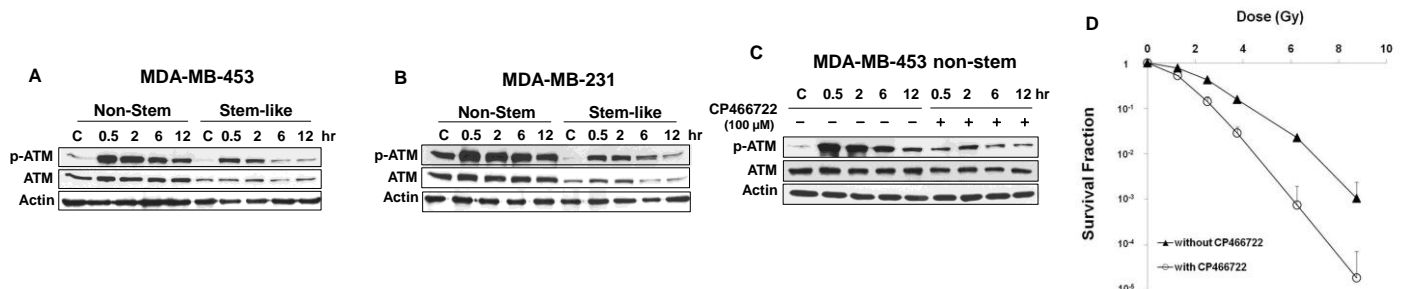 A
MDA-MB-453
Non-Stem Stem-like
C 0.5 2 6 12 C 0.5 2 6 12 hr
p-ATM
ATM
Actin
B
MDA-MB-231
Non-Stem Stem-like
C 0.5 2 6 12 C 0.5 2 6 12 hr
p-ATM
ATM
Actin
C
MDA-MB-453 non-stem
C 0.5 2 6 12 0.5 2 6 12 hr
CP466722
(100 µM) – – – – – + + + +
p-ATM
ATM
Actin
D
Dose (Gy)
0 2 4 6 8 10
Survival Fraction
1
10-1
10-2
10-3
10-4
10-5
without CP466722
with CP466722